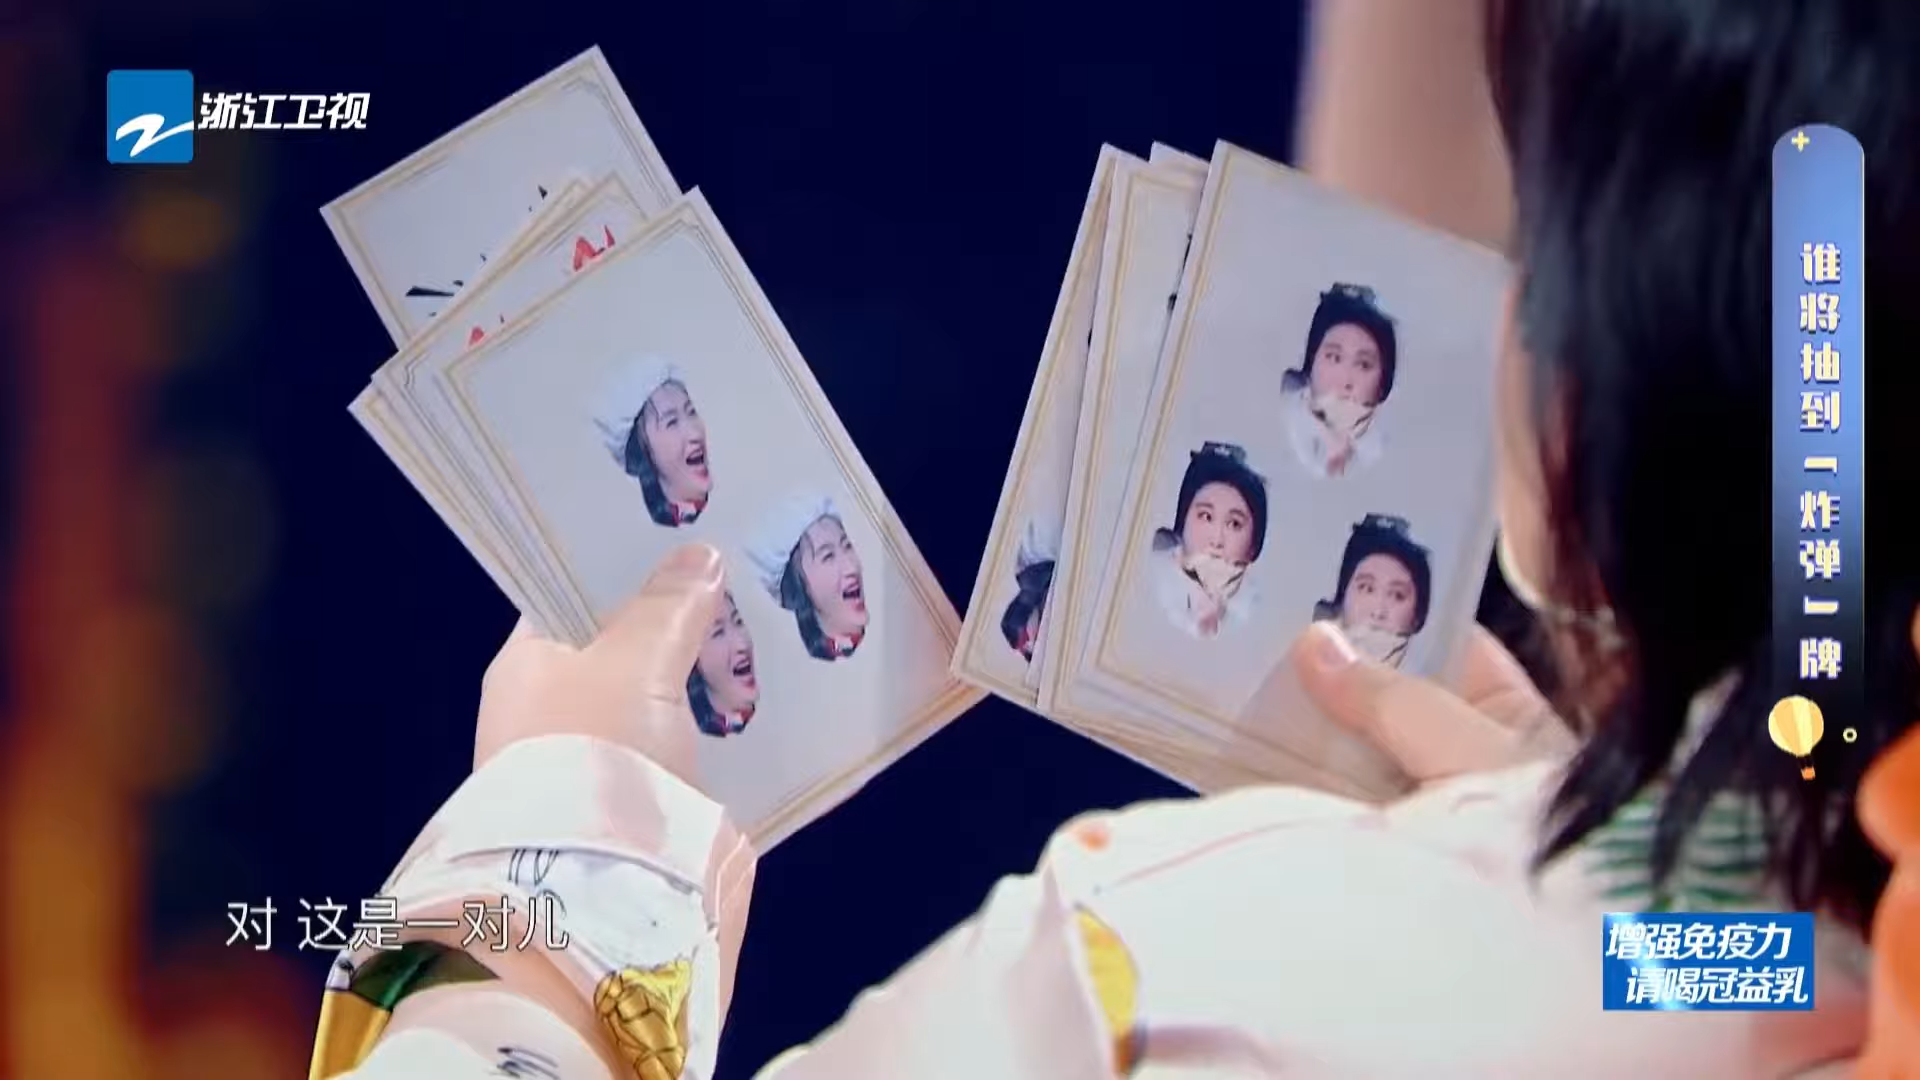 浙江卫视
谁将抽到「炸弹」牌
对 这是一对儿
增强免疫力
请喝冠益乳